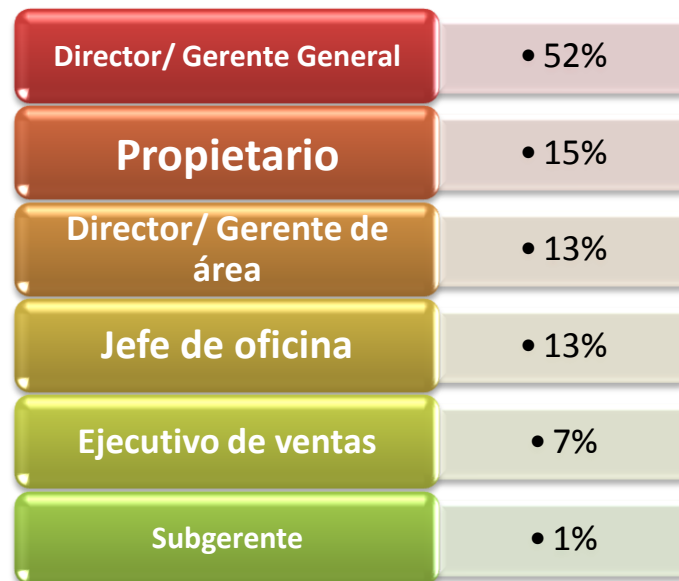 Director/ Gerente General • 52%
Propietario • 15%
Director/ Gerente de
área • 13%
Jefe de oficina • 13%
Ejecutivo de ventas • 7%
Subgerente • 1%